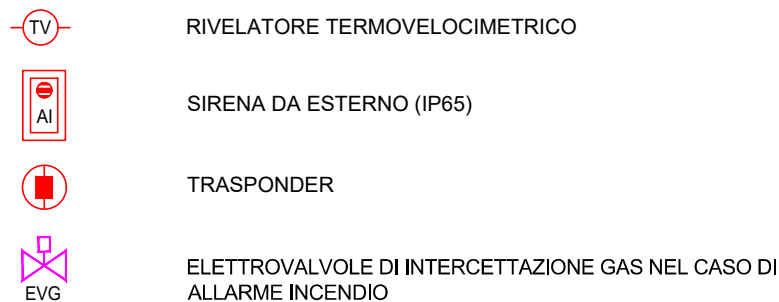 TV RIVELATORE TERMOVELOCIMETRICO
AI SIRENA DA ESTERNO (IP65)
TRASPONDER
ELETTROVALVOLE DI INTERCETTAZIONE GAS NEL CASO DI
EVG ALLARME INCENDIO